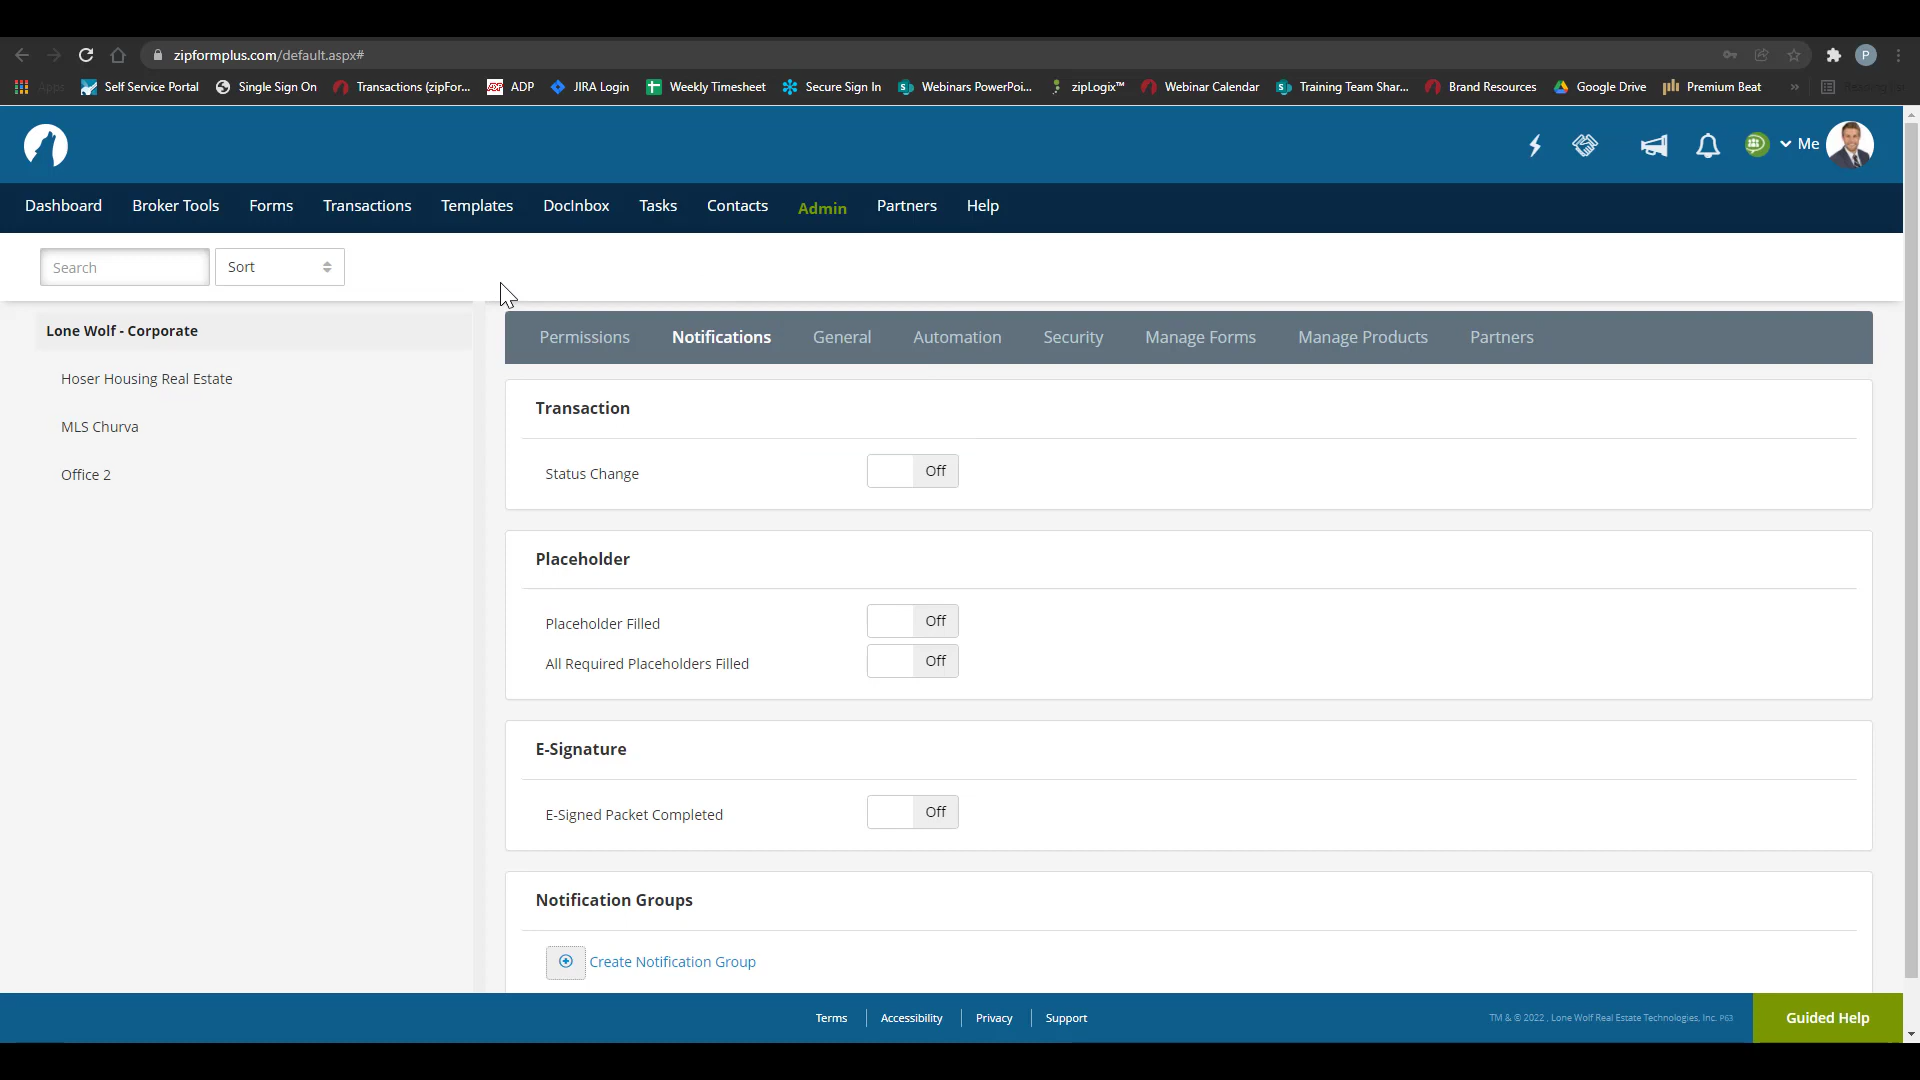 zipformplus.com/default.aspx#
Apps Self Service Portal Single Sign On Transactions (zipFor... ADP JIRA Login Weekly Timesheet Secure Sign In Webinars PowerPoi... zipLogix™ Webinar Calendar Training Team Shar... Brand Resources Google Drive Premium Beat »
Me
Dashboard Broker Tools Forms Transactions Templates DocInbox Tasks Contacts Admin Partners Help
Search Sort
Lone Wolf - Corporate
Hoser Housing Real Estate
MLS Churva
Office 2
Permissions Notifications General Automation Security Manage Forms Manage Products Partners
Transaction
Status Change Off
Placeholder
Placeholder Filled Off
All Required Placeholders Filled Off
E-Signature
E-Signed Packet Completed Off
Notification Groups
Create Notification Group
Terms Accessibility Privacy Support
TM & © 2022 , Lone Wolf Real Estate Technologies, Inc. P63
Guided Help